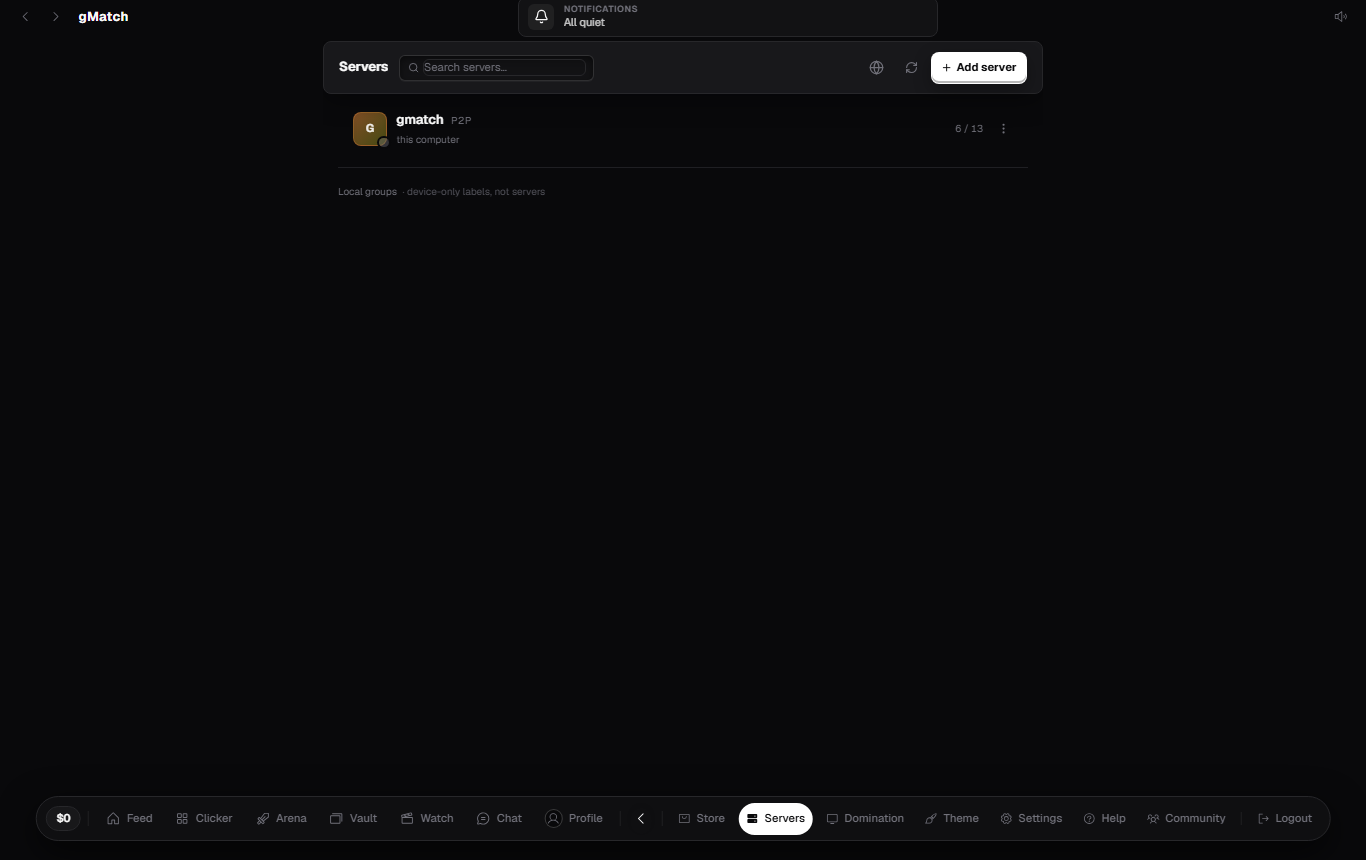 gMatch
NOTIFICATIONS
All quiet
Servers
Search servers...
+ Add server
G
gmatch P2P
this computer
6 / 13
Local groups · device-only labels, not servers
$0
Feed
Clicker
Arena
Vault
Watch
Chat
Profile
Store
Servers
Domination
Theme
Settings
Help
Community
Logout